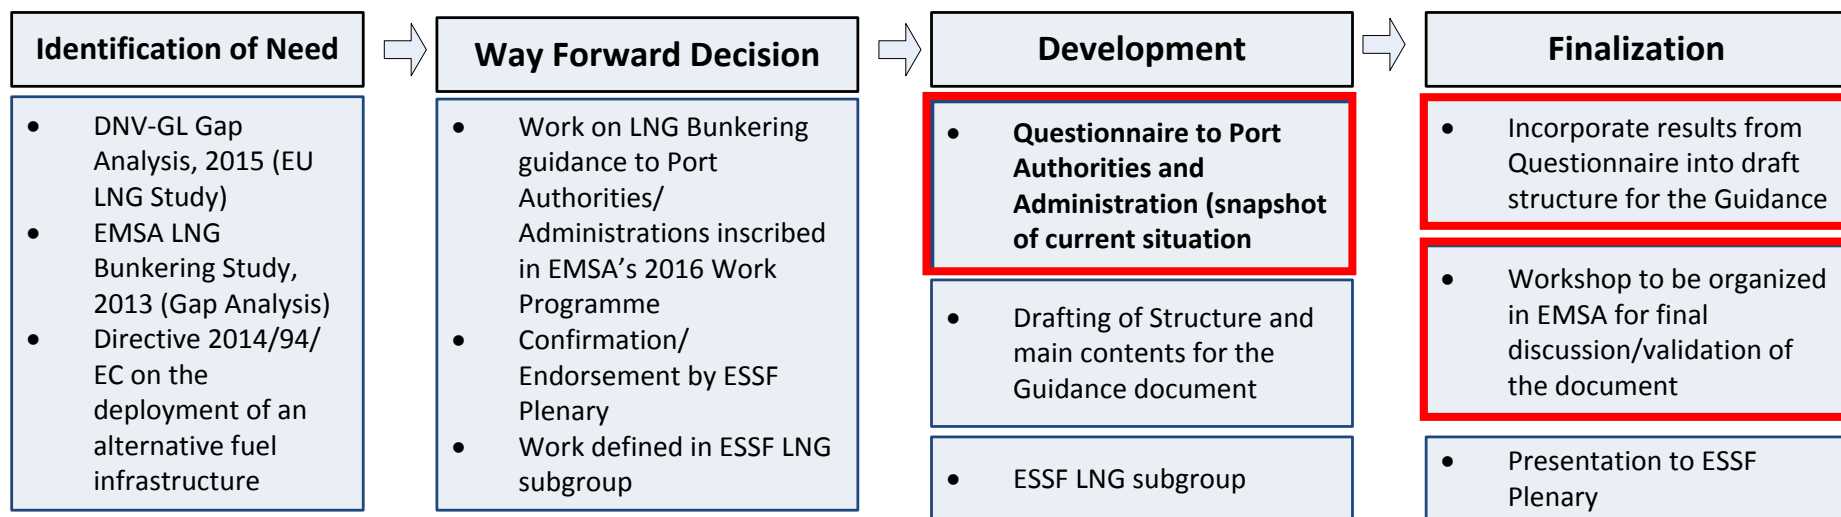 Identification of Need
• DNV-GL Gap
Analysis, 2015 (EU
LNG Study)
• EMSA LNG
Bunkering Study,
2013 (Gap Analysis)
• Directive 2014/94/
EC on the
deployment of an
alternative fuel
infrastructure
Way Forward Decision
• Work on LNG Bunkering
guidance to Port
Authorities/
Administrations inscribed
in EMSA’s 2016 Work
Programme
• Confirmation/
Endorsement by ESSF
Plenary
• Work defined in ESSF LNG
subgroup
Development
• Questionnaire to Port
Authorities and
Administration (snapshot
of current situation
• Drafting of Structure and
main contents for the
Guidance document
• ESSF LNG subgroup
Finalization
• Incorporate results from
Questionnaire into draft
structure for the Guidance
• Workshop to be organized
in EMSA for final
discussion/validation of
the document
• Presentation to ESSF
Plenary